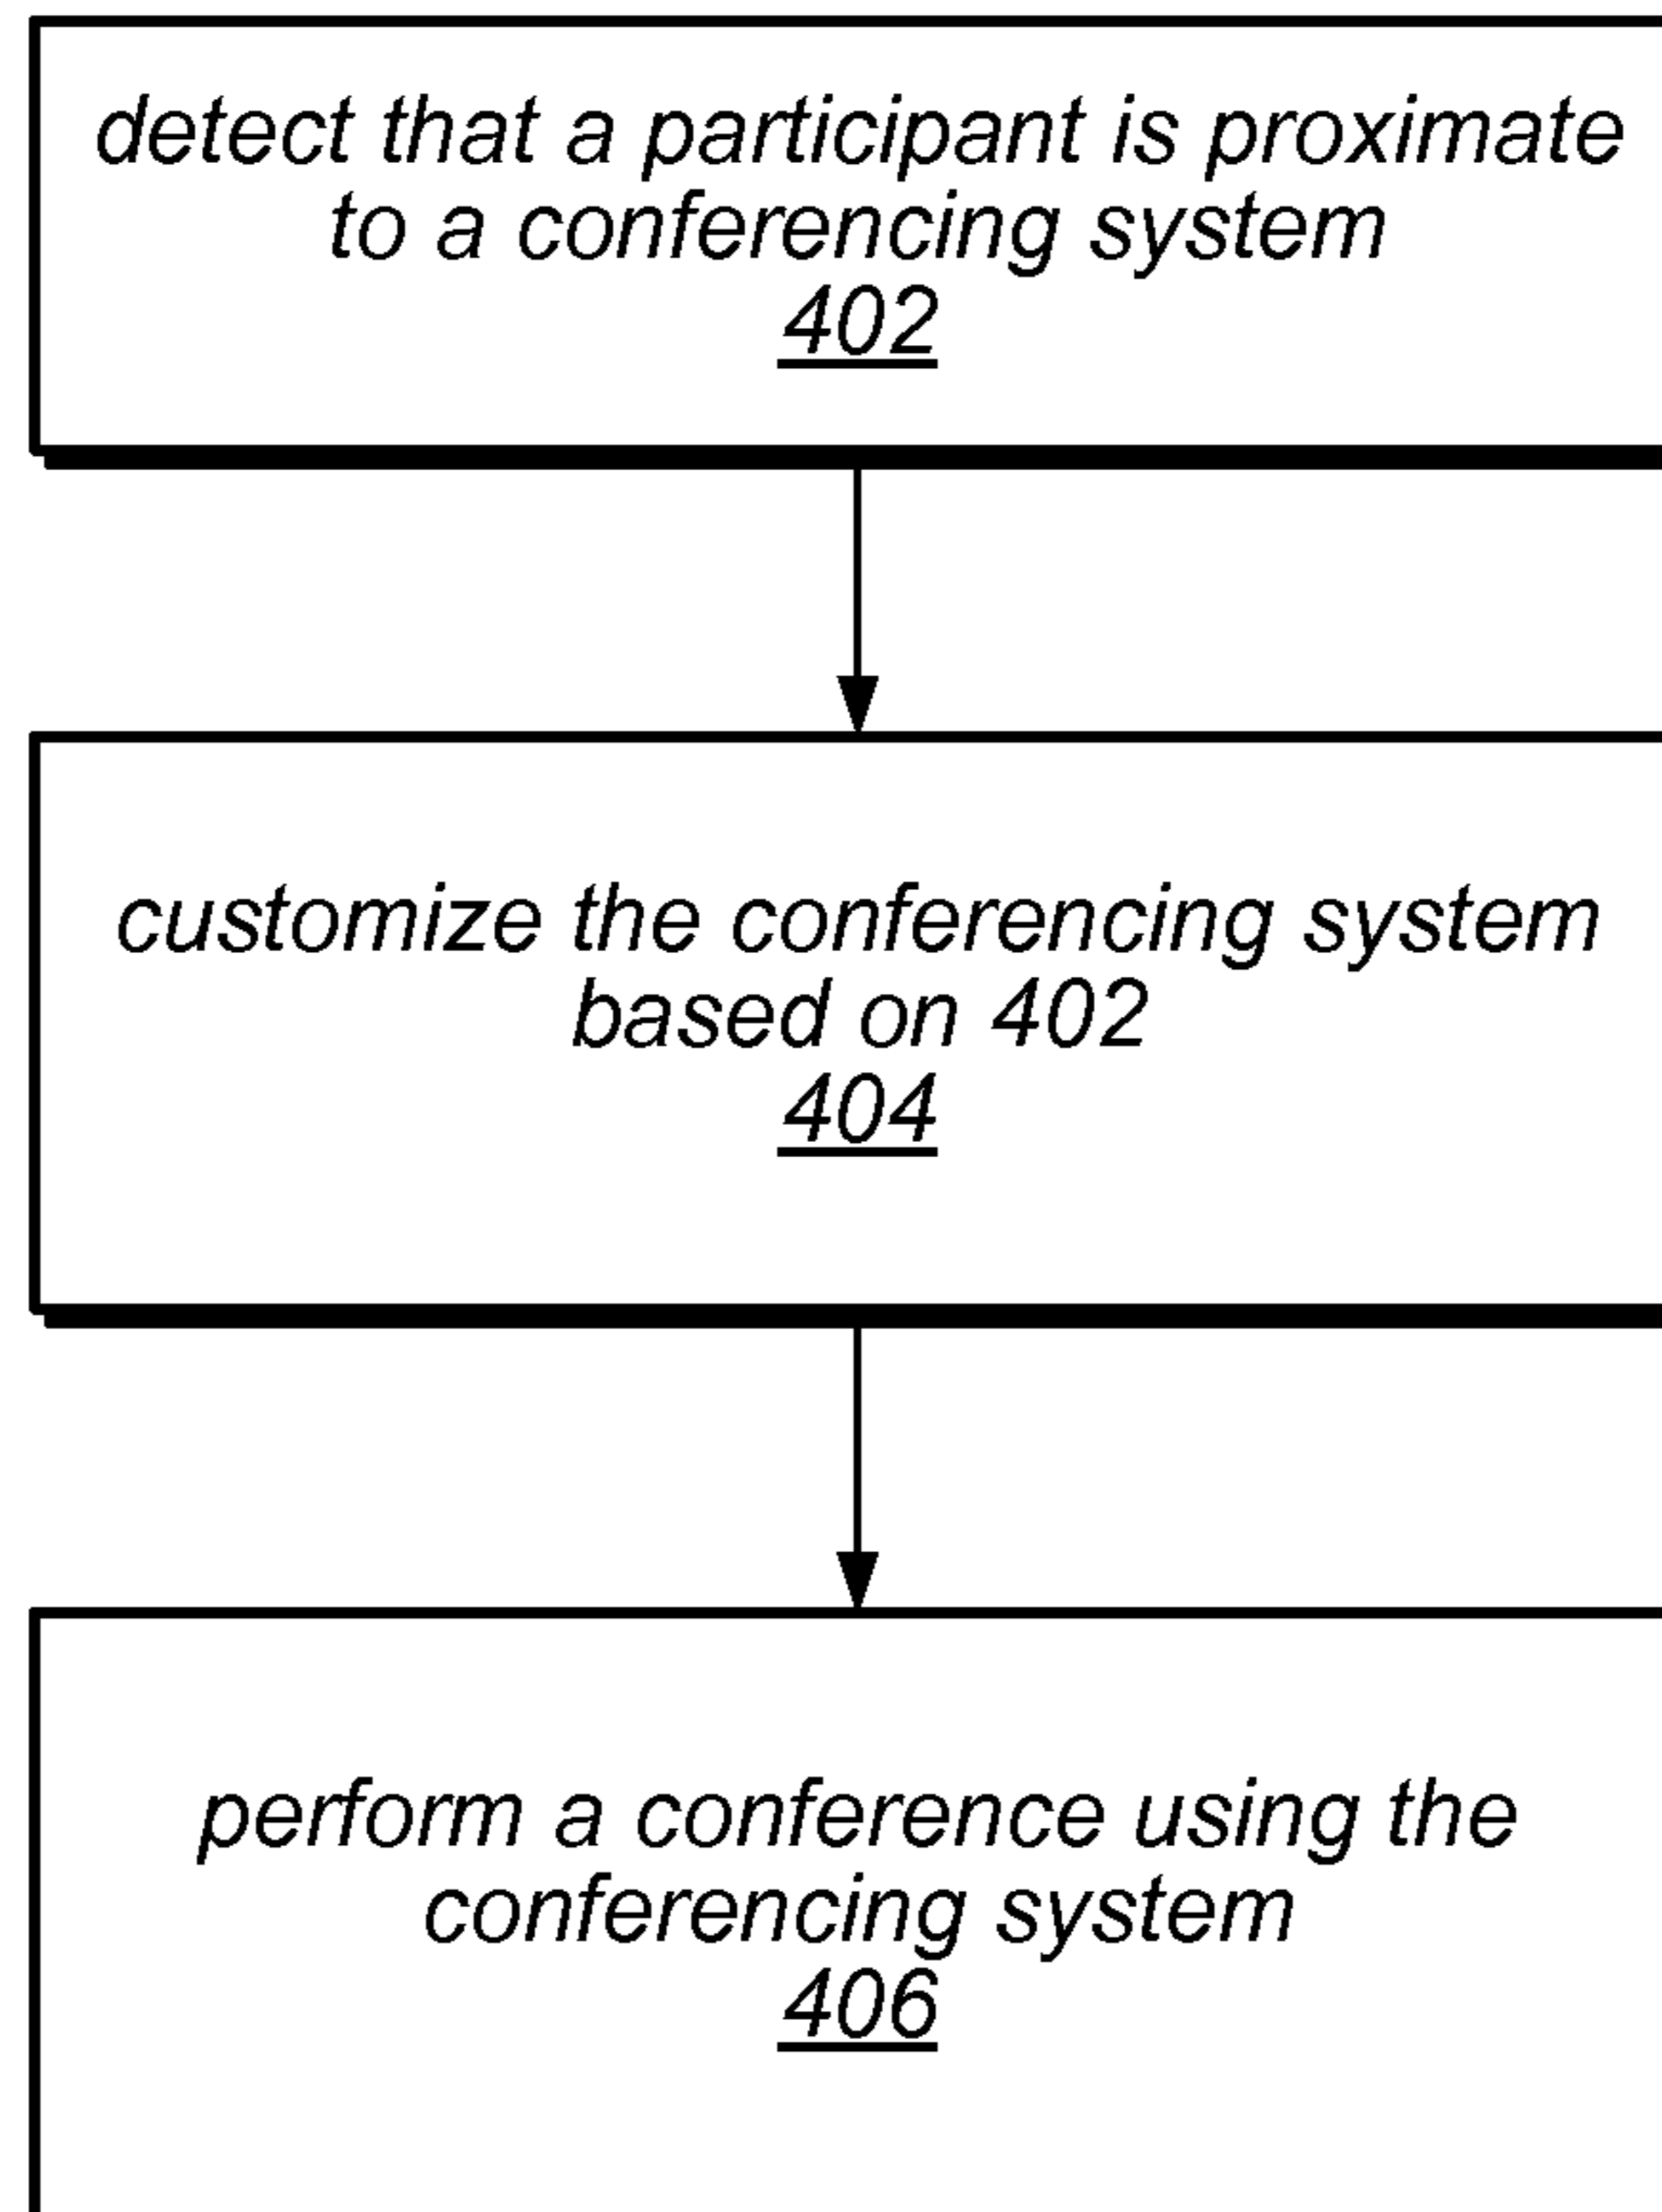 detect that a participant is proximate
to a conferencing system
402
customize the conferencing system
based on 402
404
perform a conference using the
conferencing system
406